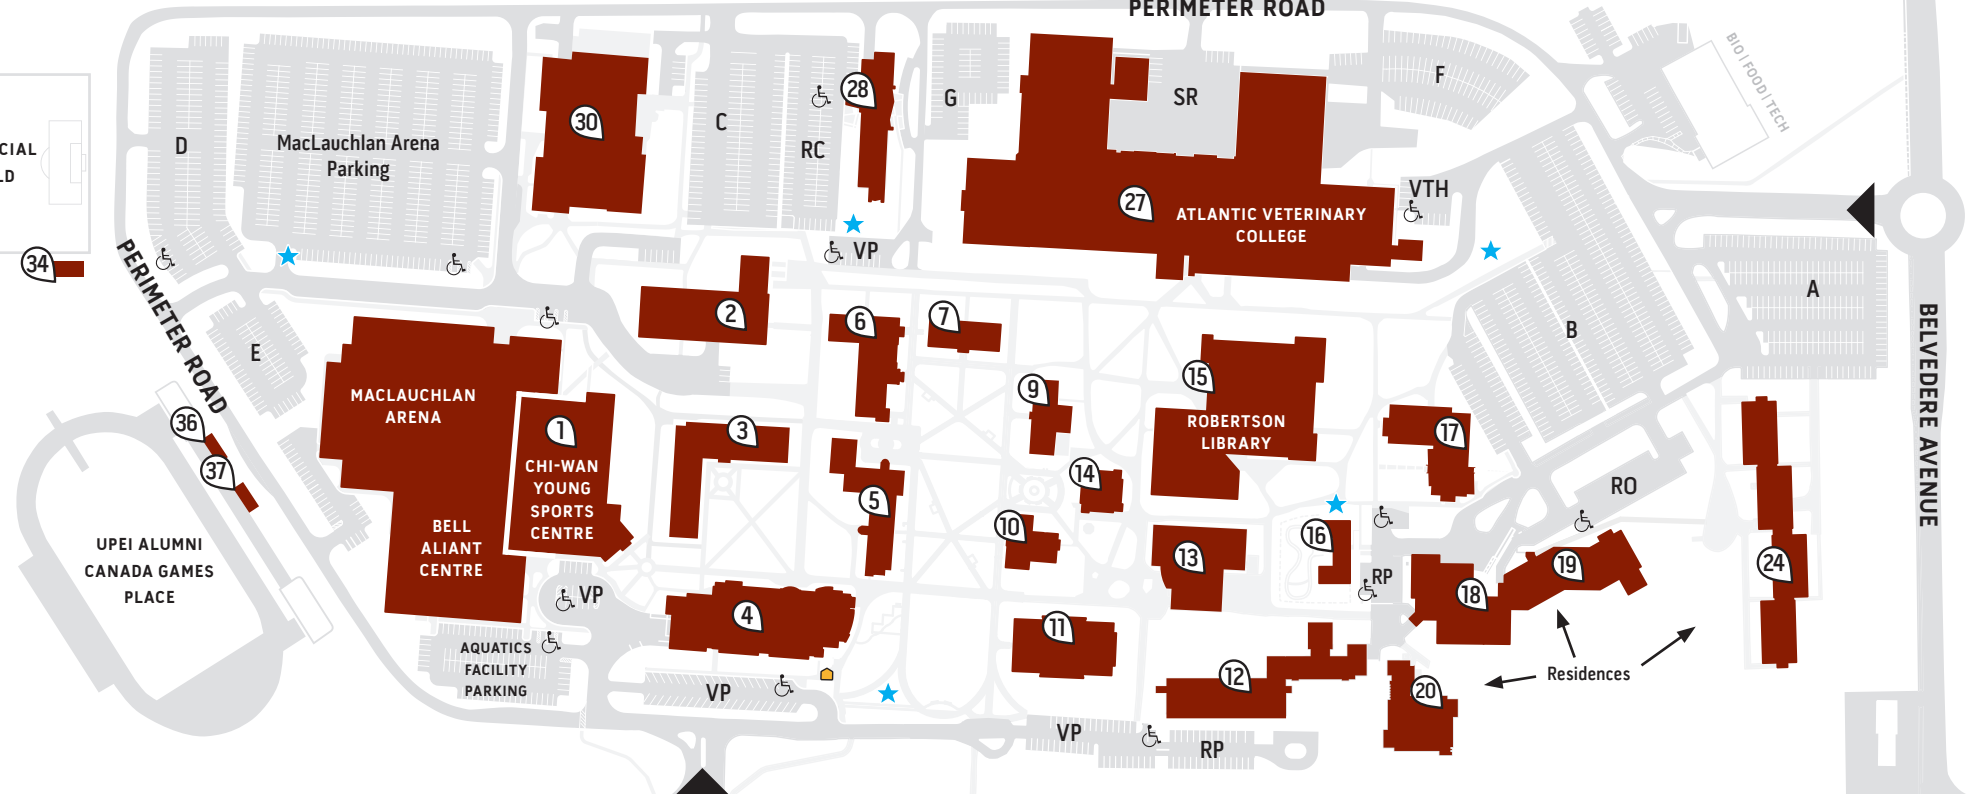 PERIMETER ROAD
BIO | FOOD | TECH
F
SR
28
G
C
30
RC
D
MacLauchlan Arena
Parking
CIAL
LD
VTH
27
ATLANTIC VETERINARY
COLLEGE
VP
34
PERIMETER ROAD
A
2
6
7
B
E
BELVEDERE AVENUE
15
9
MACLAUCHLAN
ARENA
ROBERTSON
LIBRARY
36
1
3
17
37
CHI-WAN
YOUNG
SPORTS
CENTRE
14
RO
5
10
16
BELL
ALIANT
CENTRE
UPEI ALUMNI
CANADA GAMES
PLACE
13
19
24
RP
VP
18
4
11
AQUATICS
FACILITY
PARKING
12
Residences
20
VP
VP
RP